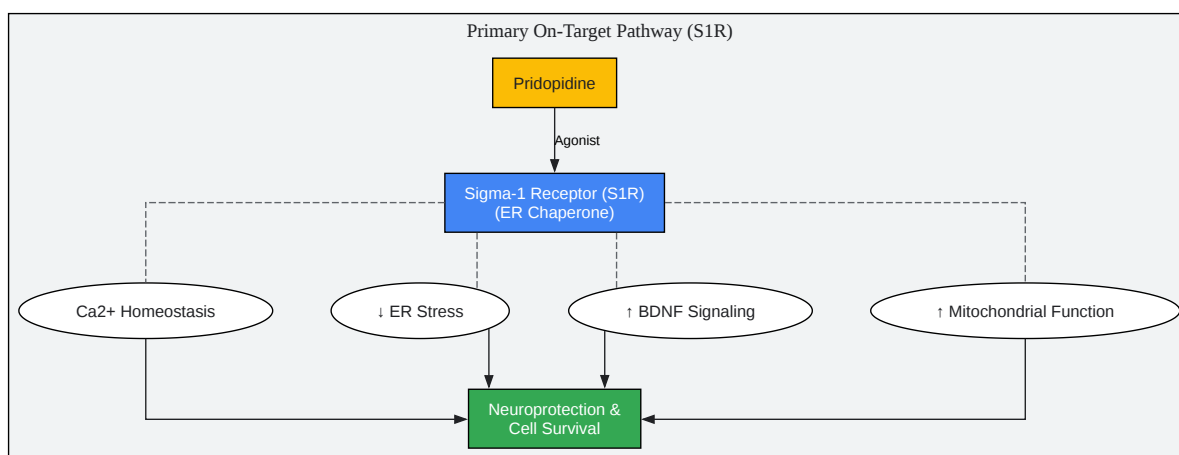 Primary On-Target Pathway (S1R)
Pridopidine
Agonist
Sigma-1 Receptor (S1R)
(ER Chaperone)
Ca2+ Homeostasis
↓ ER Stress
↑ BDNF Signaling
↑ Mitochondrial Function
Neuroprotection &
Cell Survival